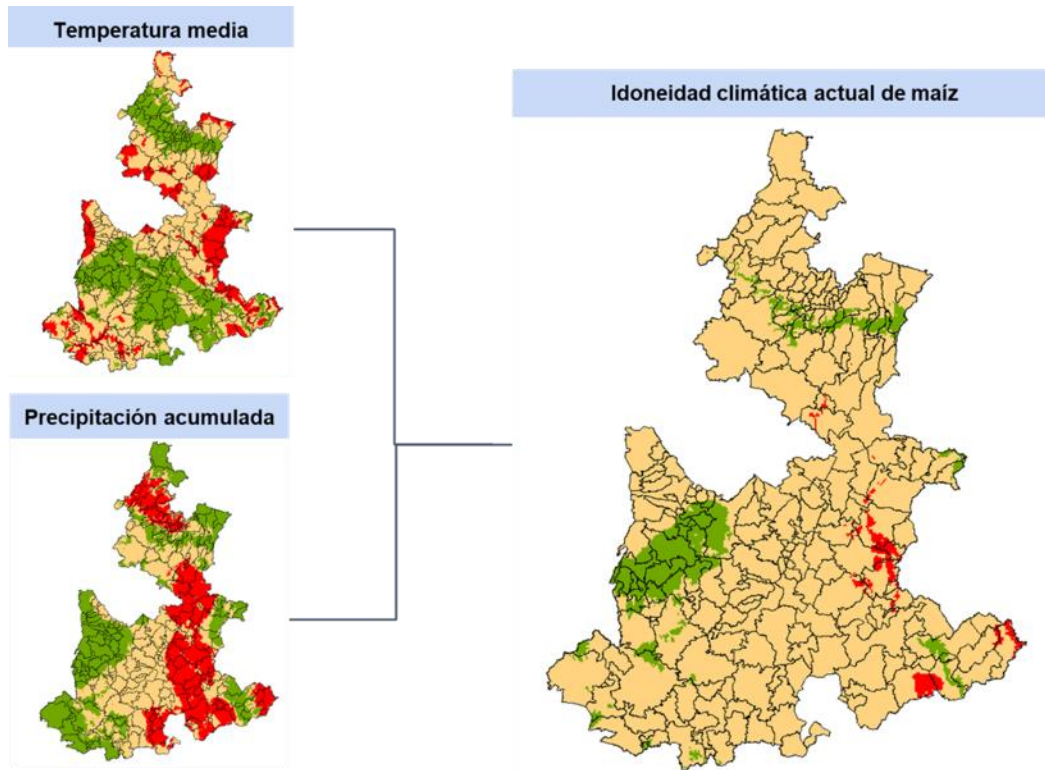 Temperatura media
Idoneidad climática actual de maíz
Precipitación acumulada